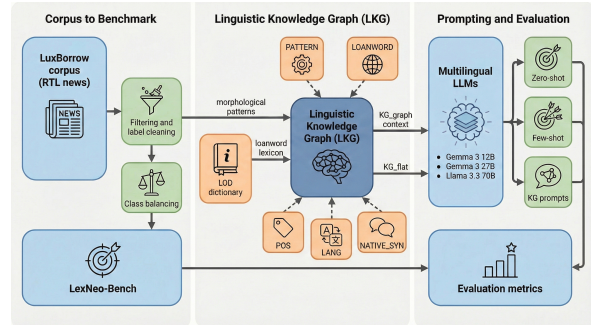 Corpus to Benchmark
LuxBorrow
corpus
(RTL news)
NEWS
Filtering and
label cleaning
Class balancing
LexNeo-Bench
Linguistic Knowledge Graph (LKG)
PATTERN
LOANWORD
morphological
patterns
loanword
lexicon
LOD
dictionary
Linguistic
Knowledge
Graph (LKG)
KG_graph
context
KG_flat
POS
LANG
NATIVE_SYN
Prompting and Evaluation
Multilingual
LLMs
• Gemma 3 12B
• Gemma 3 27B
• Llama 3.3 70B
Zero-shot
Few-shot
KG prompts
Evaluation metrics